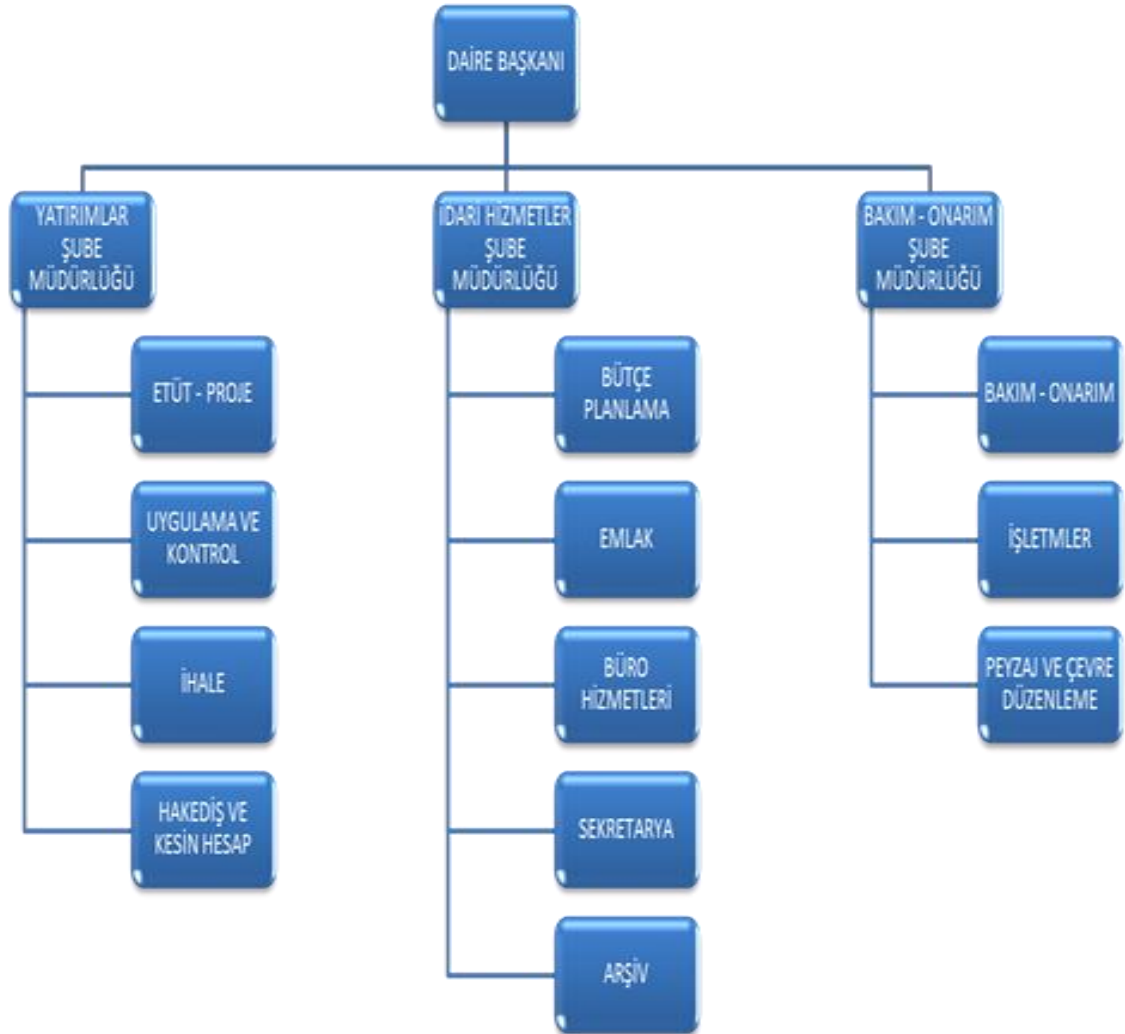 DAİRE BAŞKANI
YATIRIMLAR
ŞUBE
MÜDÜRLÜĞÜ
ETÜT - PROJE
UYGULAMA VE
KONTROL
İHALE
HAKEDİŞ VE
KESİN HESAP
İDARİ HİZMETLER
ŞUBE
MÜDÜRLÜĞÜ
BÜTÇE
PLANLAMA
EMLAK
BÜRO
HİZMETLERİ
SEKRETARYA
ARŞİV
BAKIM - ONARIM
ŞUBE
MÜDÜRLÜĞÜ
BAKIM - ONARIM
İŞLETMLER
PEYZAJ VE ÇEVRE
DÜZENLEME